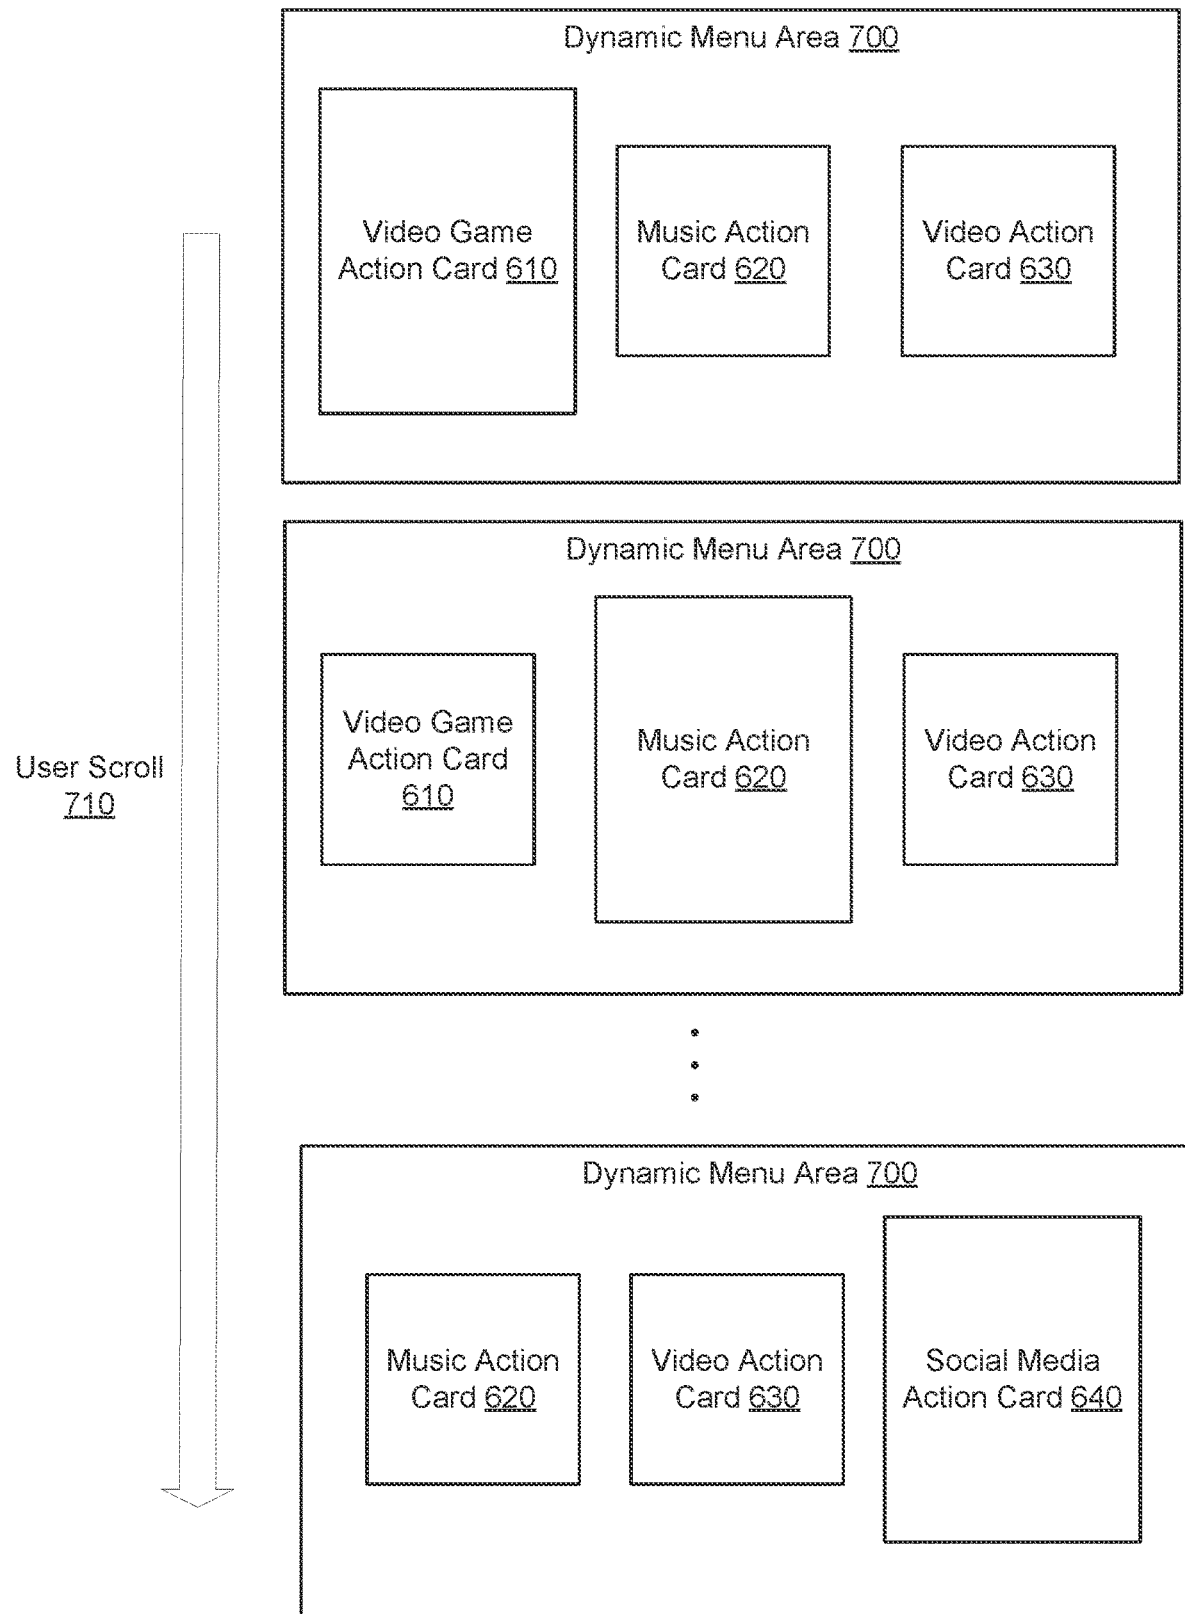 Dynamic Menu Area 700
Video Game
Action Card 610
Music Action
Card 620
Video Action
Card 630
User Scroll
710
Dynamic Menu Area 700
Video Game
Action Card
610
Music Action
Card 620
Video Action
Card 630
Dynamic Menu Area 700
Music Action
Card 620
Video Action
Card 630
Social Media
Action Card 640